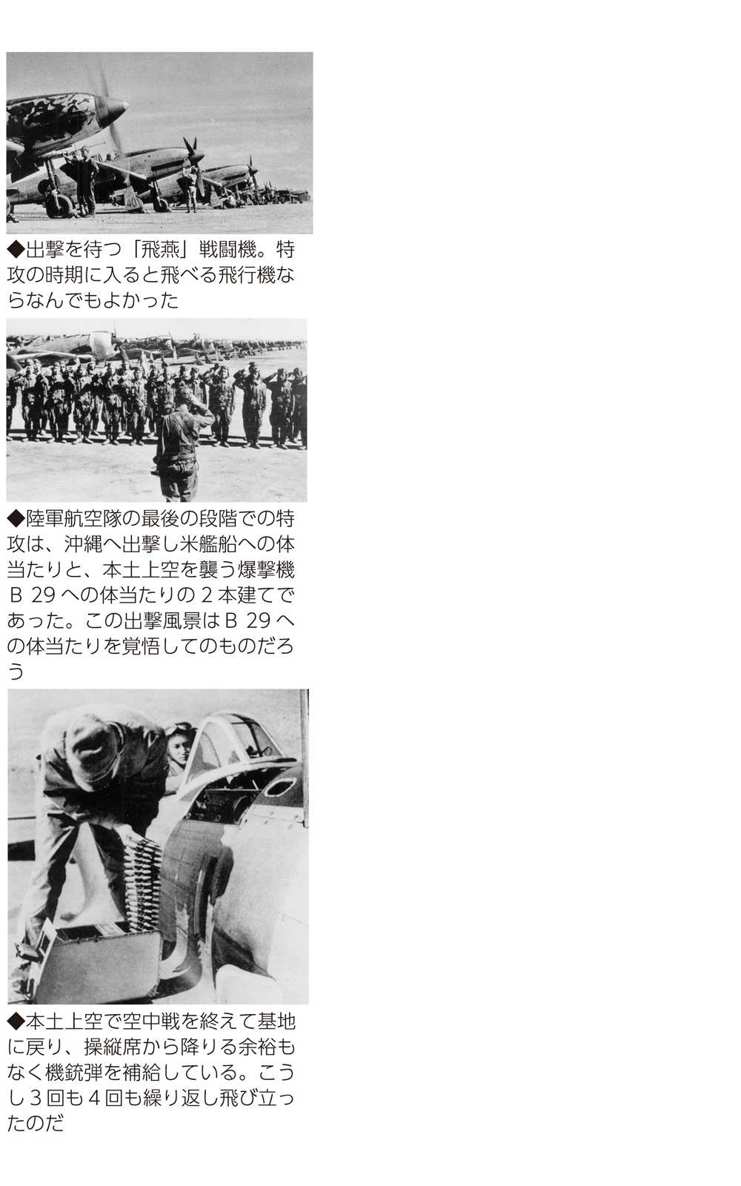 ◆出撃を待つ「飛燕」戦闘機。特
攻の時期に入ると飛べる飛行機な
らなんでもよかった
◆陸軍航空隊の最後の段階での特
攻は、沖縄へ出撃し米艦船への体
当たりと、本土上空を襲う爆撃機
Ｂ 29 への体当たりの 2 本建てで
あった。この出撃風景はＢ 29 へ
の体当たりを覚悟してのものだろ
う
◆本土上空で空中戦を終えて基地
に戻り、操縦席から降りる余裕も
なく機銃弾を補給している。こう
し 3 回も 4 回も繰り返し飛び立っ
たのだ